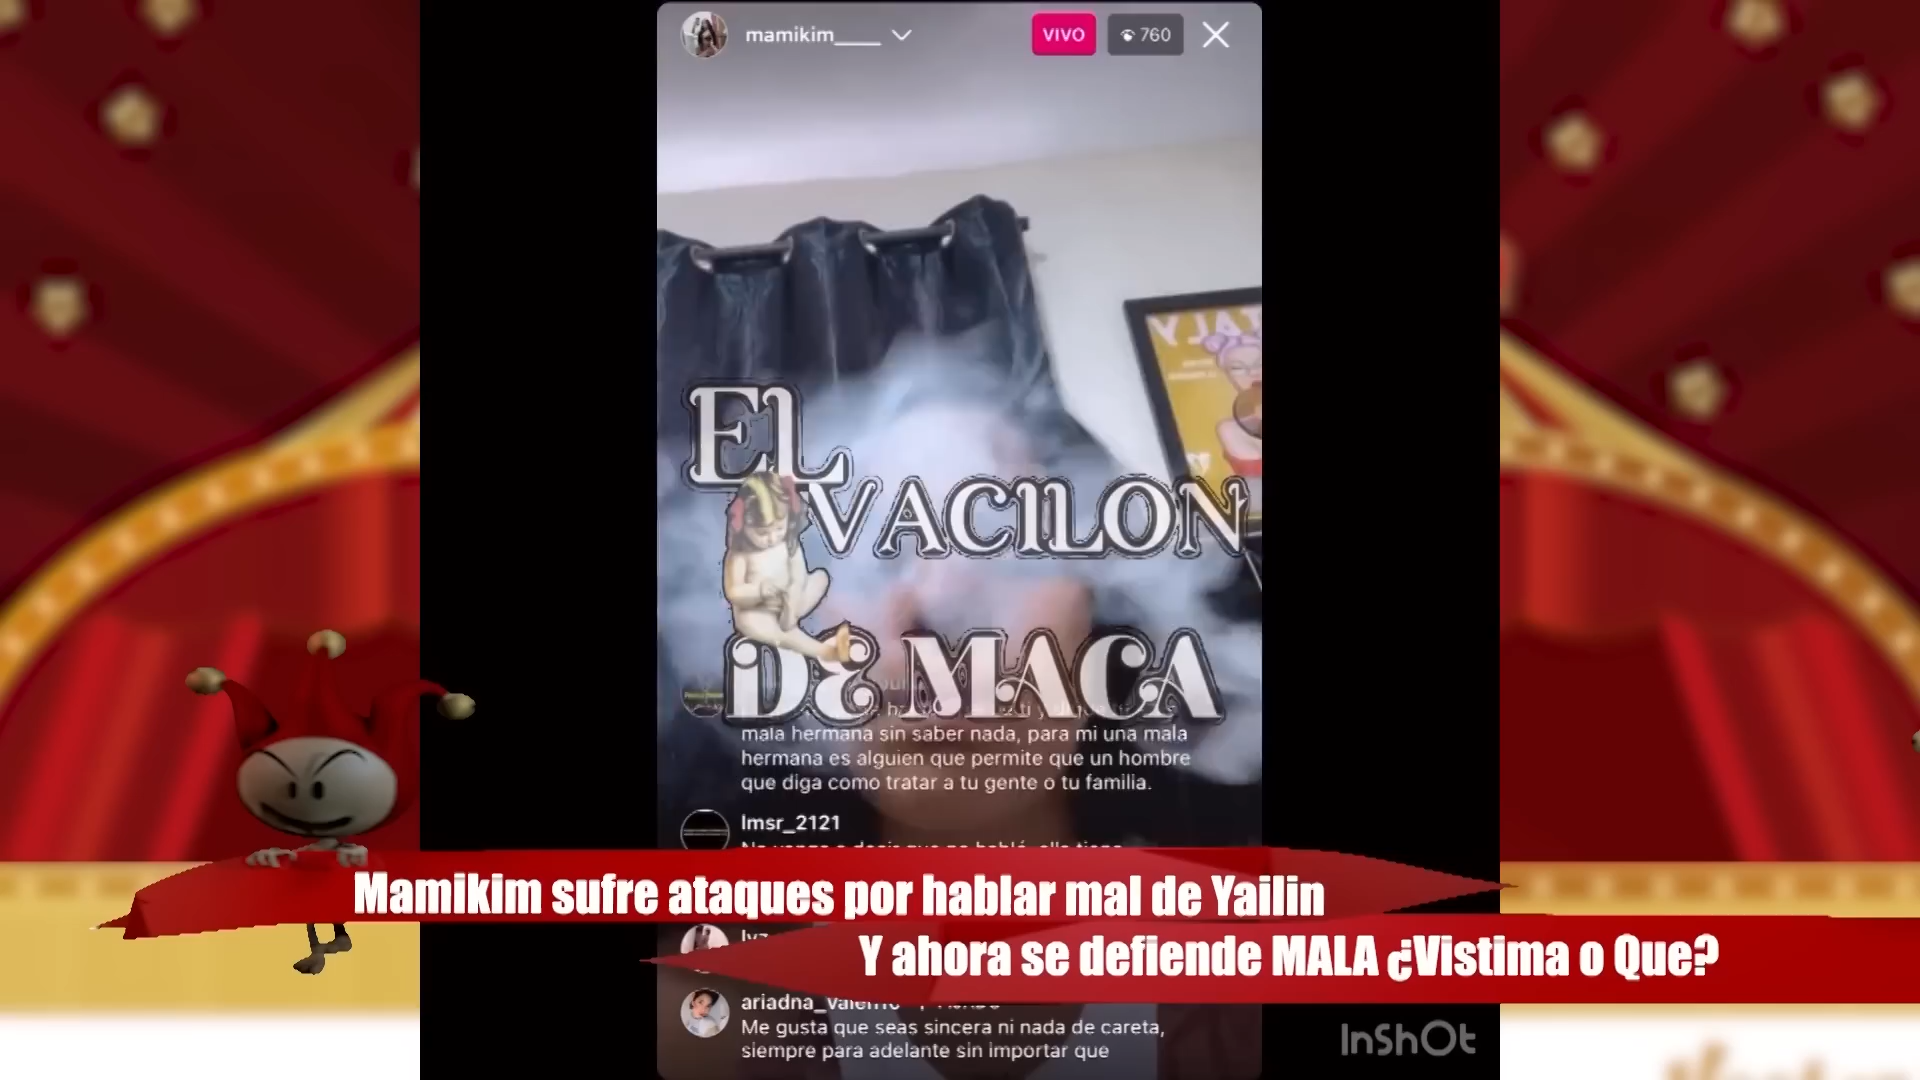 mamikim____
VIVO
760
ITALY
EL
VACILON
DE MACA
mala hermana sin saber nada, para mi una mala
hermana es alguien que permite que un hombre
que diga como tratar a tu gente o tu familia.
lmsr_2121
Mamikim sufre ataques por hablar mal de Yailin
Y ahora se defiende MALA ¿Vistima o Que?
Me gusta que seas sincera ni nada de careta,
siempre para adelante sin importar que
InShOt